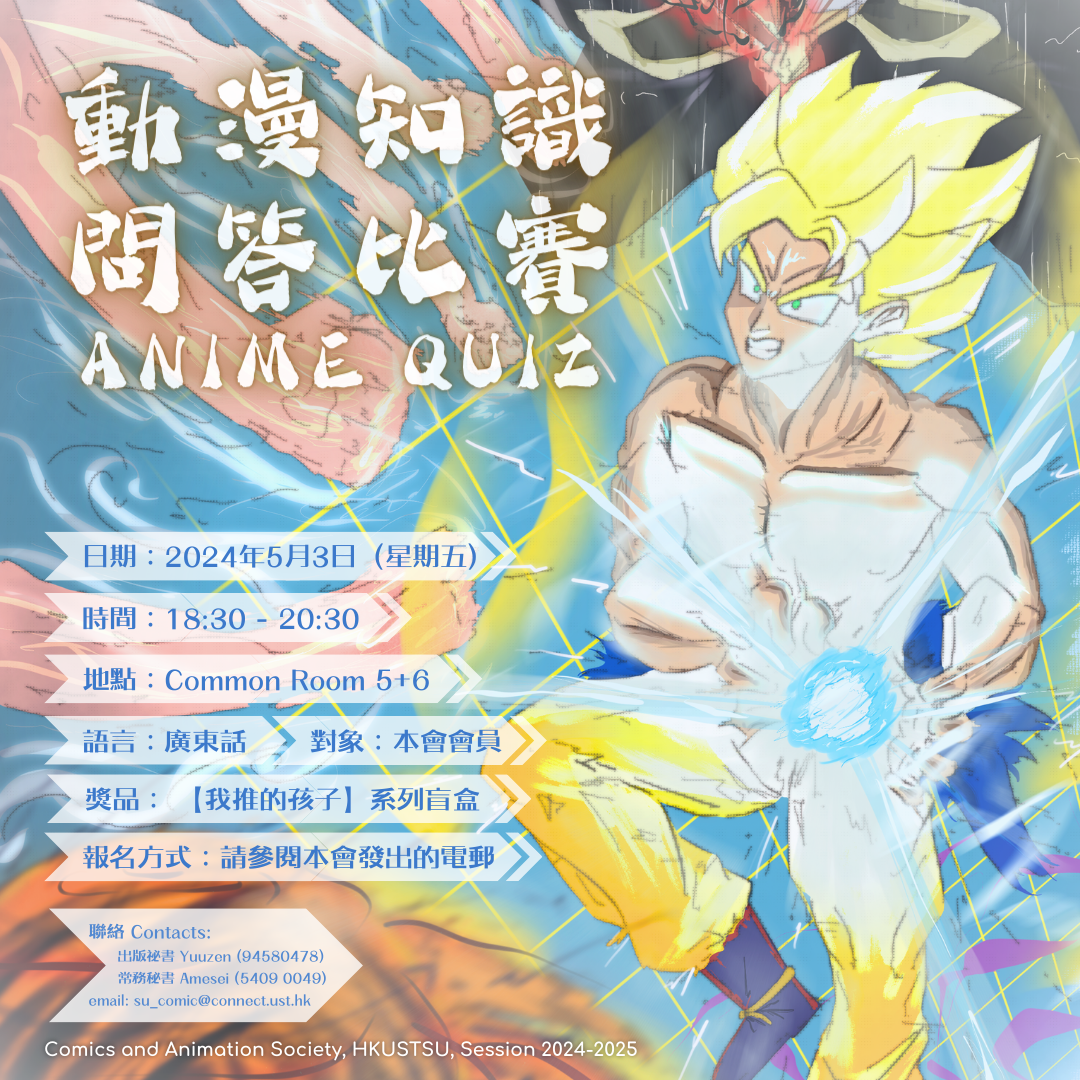 動漫知識
問答比賽
ANIME QUIZ
日期：2024年5月3日（星期五）
時間：18:30 - 20:30
地點：Common Room 5+6
語言：廣東話 對象：本會會員
獎品：【我推的孩子】系列盲盒
報名方式：請參閱本會發出的電郵
聯絡 Contacts:
出版祕書 Yuuzen (94580478)
常務秘書 Amesei (5409 0049)
email: su_comic@connect.ust.hk
Comics and Animation Society, HKUSTSU, Session 2024-2025